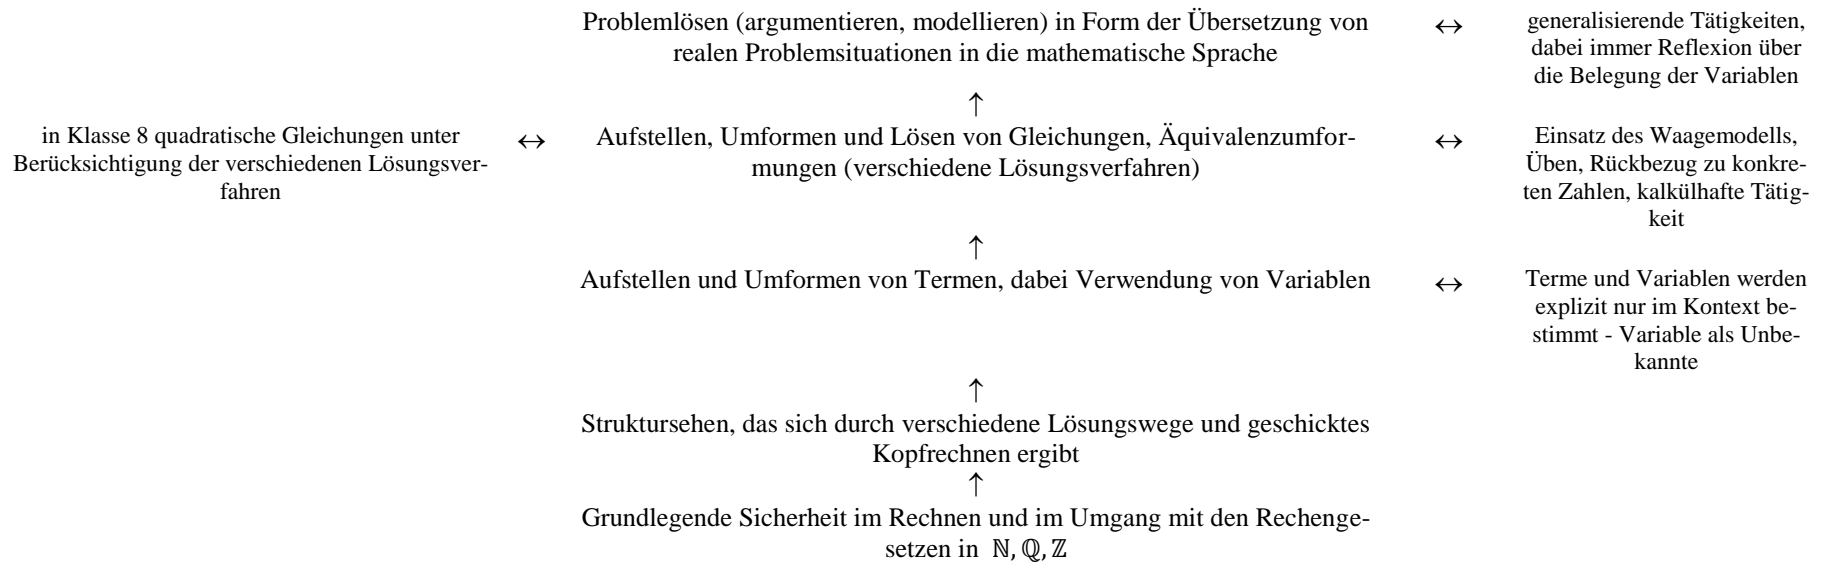 Problemlösen (argumentieren, modellieren) in Form der Übersetzung von
realen Problemsituationen in die mathematische Sprache
↔
generalisierende Tätigkeiten,
dabei immer Reflexion über
die Belegung der Variablen
↑
in Klasse 8 quadratische Gleichungen unter
Berücksichtigung der verschiedenen Lösungsver-
fahren
↔
Aufstellen, Umformen und Lösen von Gleichungen, Äquivalenzumfor-
mungen (verschiedene Lösungsverfahren)
↔
Einsatz des Waagemodells,
Üben, Rückbezug zu konkre-
ten Zahlen, kalkülhafte Tätig-
keit
↑
Aufstellen und Umformen von Termen, dabei Verwendung von Variablen
↔
Terme und Variablen werden
explizit nur im Kontext be-
stimmt - Variable als Unbe-
kannte
↑
Struktursehen, das sich durch verschiedene Lösungswege und geschicktes
Kopfrechnen ergibt
↑
Grundlegende Sicherheit im Rechnen und im Umgang mit den Rechenge-
setzen in ℕ, ℚ, ℤ